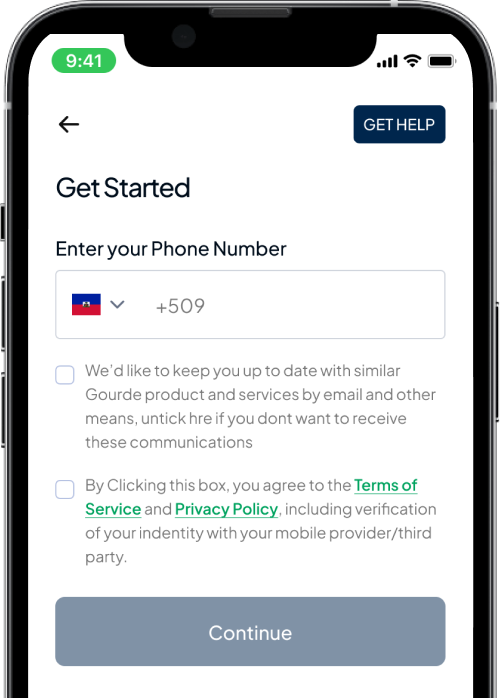 9:41
GET HELP
Get Started
Enter your Phone Number
+509
We'd like to keep you up to date with similar
Gourde product and services by email and other
means, untick hre if you dont want to receive
these communications
By Clicking this box, you agree to the Terms of
Service and Privacy Policy, including verification
of your indentity with your mobile provider/third
party.
Continue